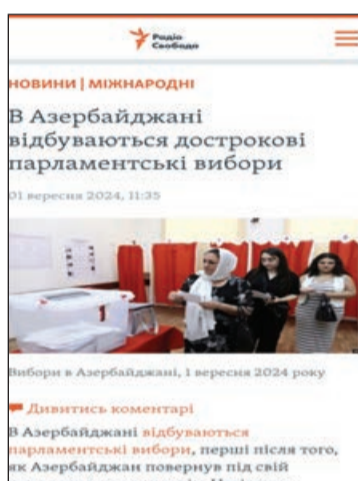 Радіо
Свобода
НОВИНИ | МІЖНАРОДНІ
В Азербайджані
відбуваються дострокові
парламентські вибори
01 вересня 2024, 11:35
Вибори в Азербайджані, 1 вересня 2024 року
Дивитись коментарі
В Азербайджані відбуваються
парламентські вибори, перші після того,
як Азербайджан повернув під свій